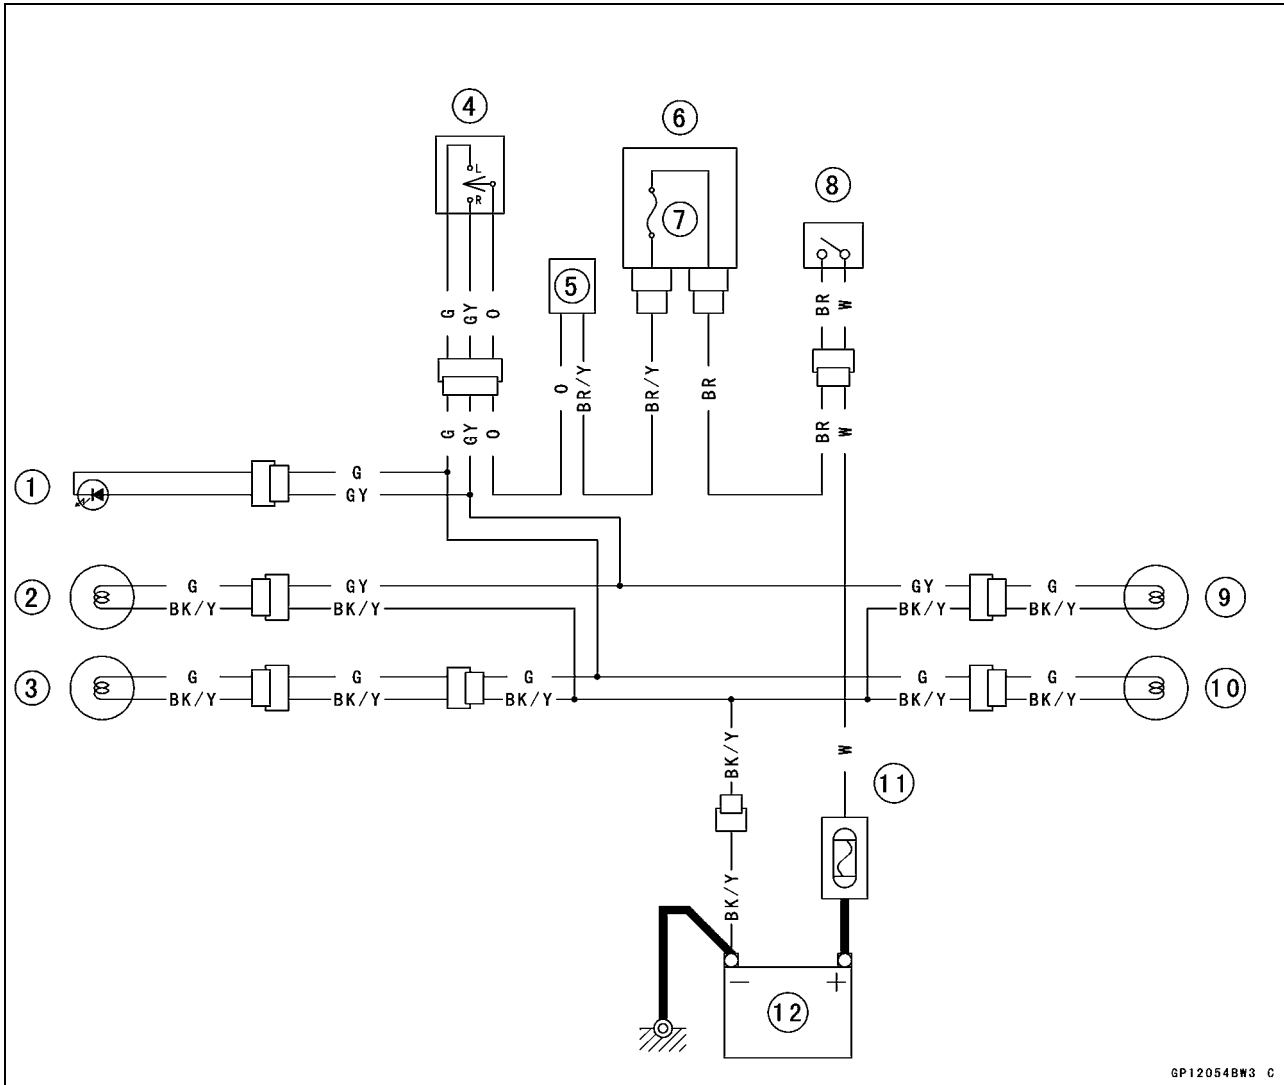 4
6
8
L
R
7
5
G GY O
BR W
O BR/Y BR/Y BR
G GY O
BR W
1
G
GY
2
G GY GY G
9
BK/Y BK/Y BK/Y BK/Y
3
G G G G G
10
BK/Y BK/Y BK/Y BK/Y BK/Y
BK/Y
W
11
BK/Y
− +
12
GP12054BW3 C